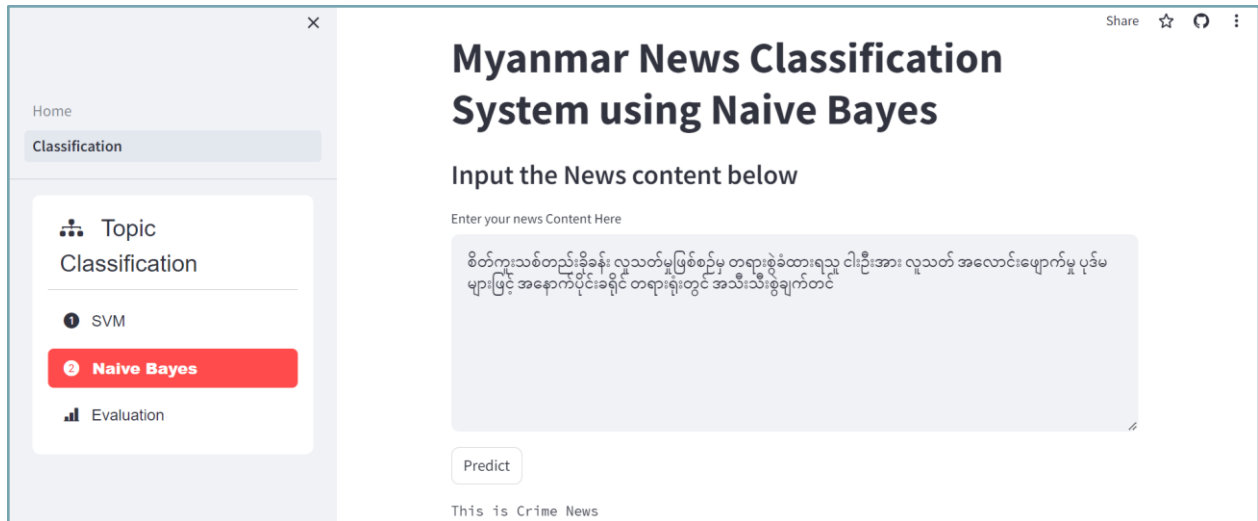 Share
Home
Classification
Topic
Classification
1 SVM
2 Naive Bayes
Evaluation
Myanmar News Classification
System using Naive Bayes
Input the News content below
Enter your news Content Here
စိတ်ကူးသစ်တည်းခိုခန်း လူသတ်မှုဖြစ်စဉ်မှ တရားစွဲခံထားရသူ ငါးဦးအား လူသတ် အလောင်းဖျောက်မှု ပုဒ်မ
များဖြင့် အနောက်ပိုင်းခရိုင် တရားရုံးတွင် အသီးသီးစွဲချက်တင်
Predict
This is Crime News